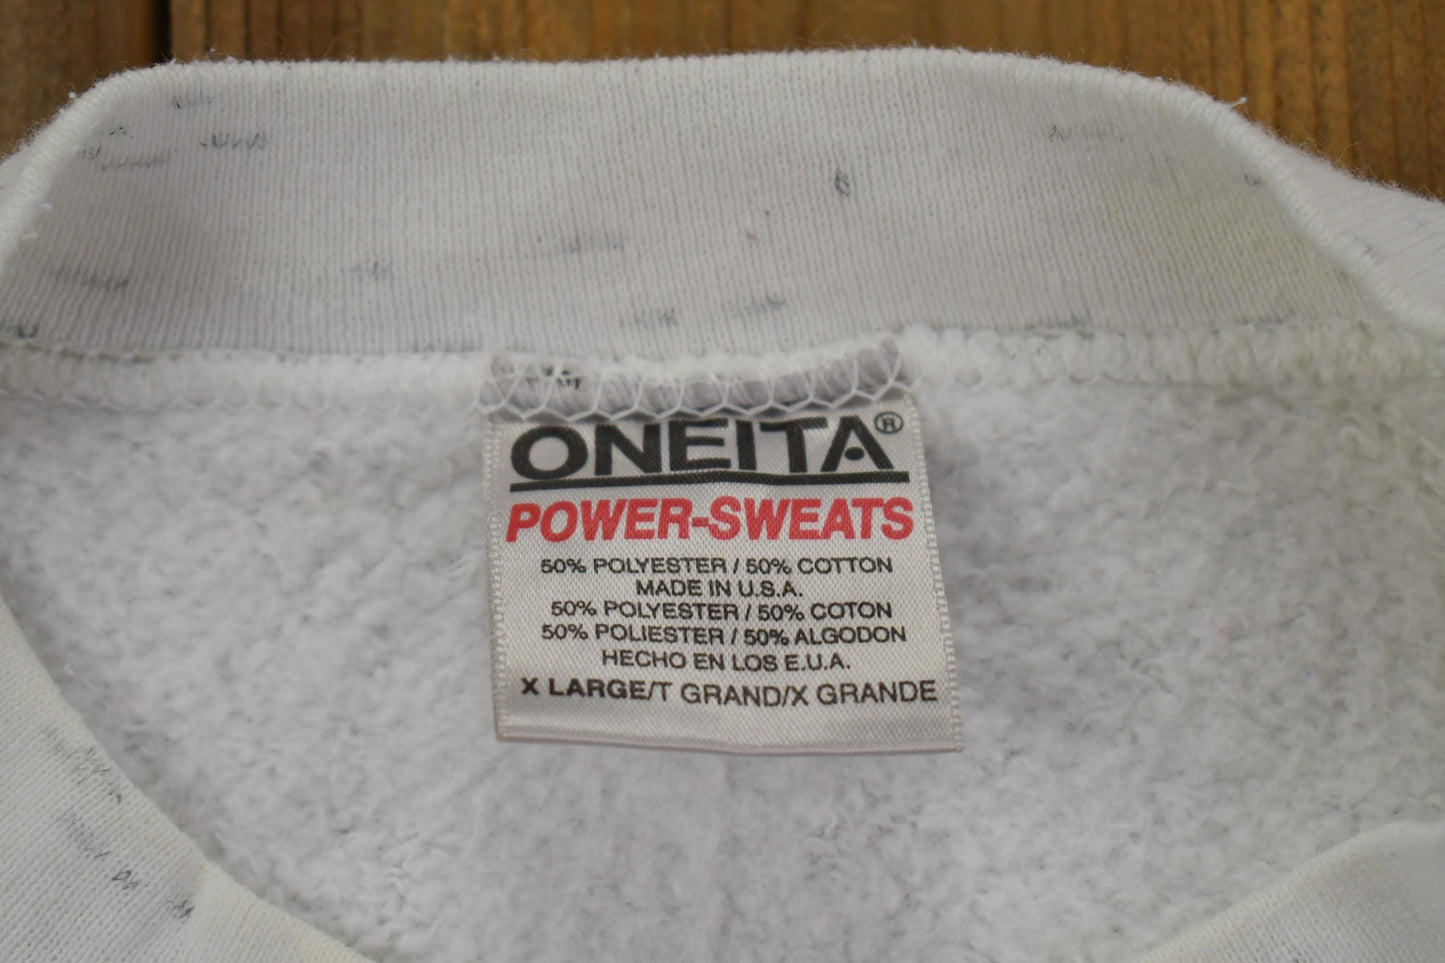 ONEITA®
POWER-SWEATS
50% POLYESTER / 50% COTTON
MADE IN U.S.A.
50% POLYESTER / 50% COTON
50% POLIESTER / 50% ALGODON
HECHO EN LOS E.U.A.
X LARGE/T GRAND/X GRANDE